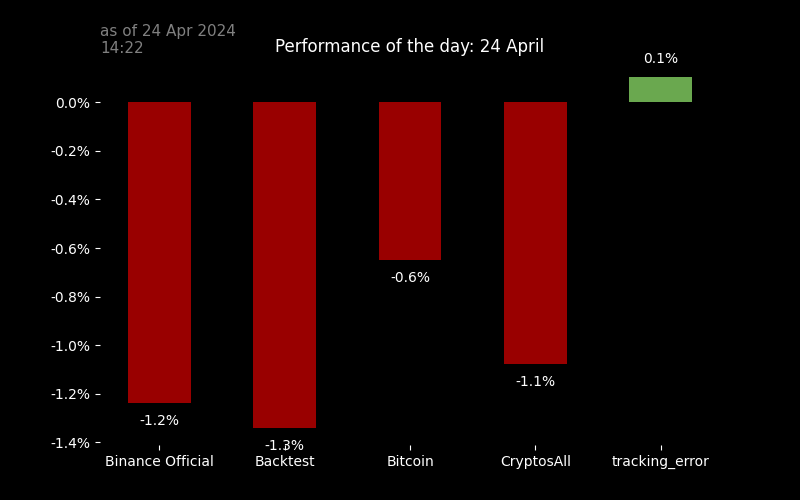 as of 24 Apr 2024
14:22
Performance of the day: 24 April
0.1%
0.0%
-0.2%
-0.4%
-0.6%
-0.6%
-0.8%
-1.0%
-1.1%
-1.2%
-1.2%
-1.3%
-1.4%
Binance Official
Backtest
Bitcoin
CryptosAll
tracking_error